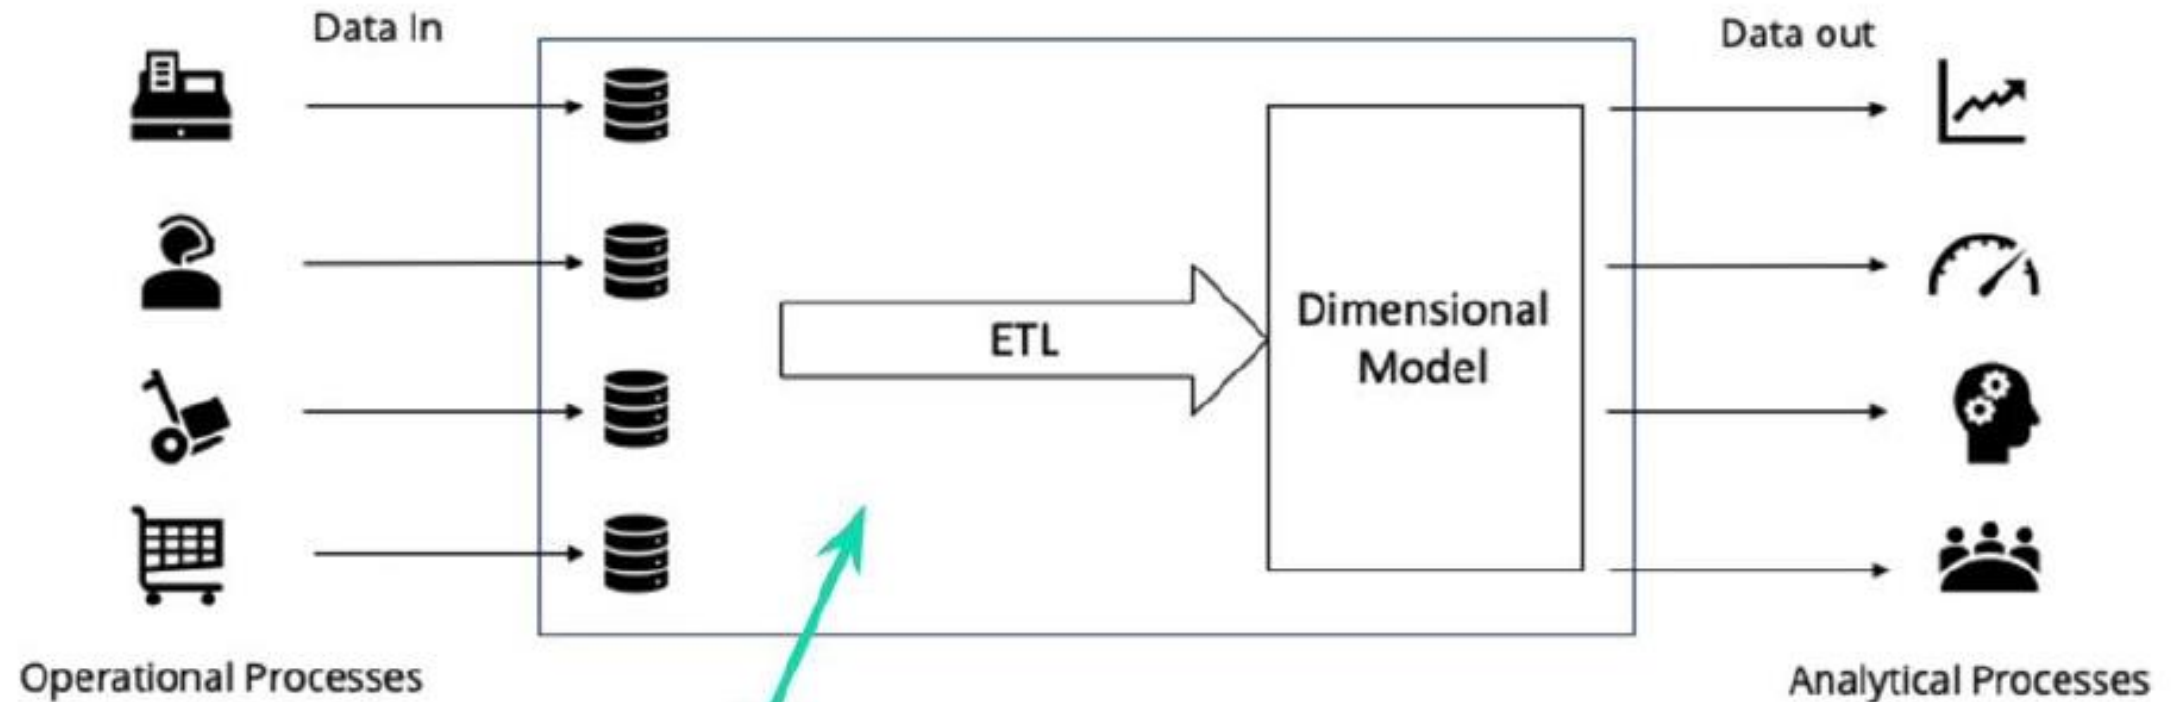 Data In
Data out
ETL
Dimensional
Model
Operational Processes
Analytical Processes